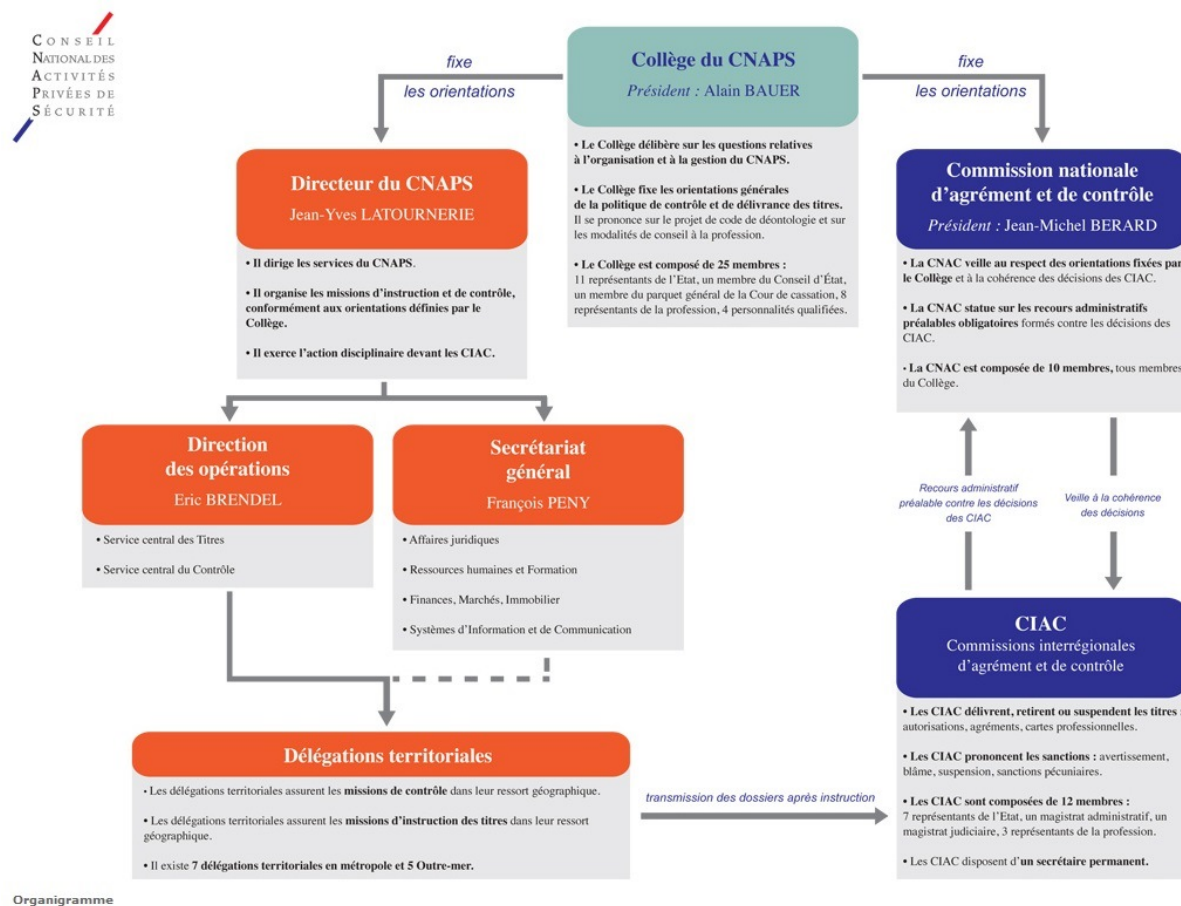 CONSEIL
NATIONAL DES
ACTIVITÉS
PRIVÉES DE
SÉCURITÉ
fixe
les orientations
Collège du CNAPS
Président : Alain BAUER
fixe
les orientations
• Le Collège délibère sur les questions relatives
à l’organisation et à la gestion du CNAPS.
• Le Collège fixe les orientations générales
de la politique de contrôle et de délivrance des titres.
Il se prononce sur le projet de code de déontologie et sur
les modalités de conseil à la profession.
• Le Collège est composé de 25 membres :
11 représentants de l’Etat, un membre du Conseil d’État,
un membre du parquet général de la Cour de cassation, 8
représentants de la profession, 4 personnalités qualifiées.
Directeur du CNAPS
Jean-Yves LATOURNERIE
• Il dirige les services du CNAPS.
• Il organise les missions d’instruction et de contrôle,
conformément aux orientations définies par le
Collège.
• Il exerce l’action disciplinaire devant les CIAC.
Commission nationale
d’agrément et de contrôle
Président : Jean-Michel BERARD
• La CNAC veille au respect des orientations fixées par
le Collège et à la cohérence des décisions des CIAC.
• La CNAC statue sur les recours administratifs
préalables obligatoires formés contre les décisions des
CIAC.
• La CNAC est composée de 10 membres, tous membres
du Collège.
Direction
des opérations
Eric BRENDEL
• Service central des Titres
• Service central du Contrôle
Secrétariat
général
François PENY
• Affaires juridiques
• Ressources humaines et Formation
• Finances, Marchés, Immobilier
• Systèmes d’Information et de Communication
Recours administratif
préalable contre les décisions
des CIAC
Veille à la cohérence
des décisions
CIAC
Commissions interrégionales
d’agrément et de contrôle
• Les CIAC délivrent, retirent ou suspendent les titres :
autorisations, agréments, cartes professionnelles.
• Les CIAC prononcent les sanctions : avertissement,
blâme, suspension, sanctions pécuniaires.
• Les CIAC sont composées de 12 membres :
7 représentants de l’Etat, un magistrat administratif, un
magistrat judiciaire, 3 représentants de la profession.
• Les CIAC disposent d’un secrétaire permanent.
Délégations territoriales
• Les délégations territoriales assurent les missions de contrôle dans leur ressort géographique.
• Les délégations territoriales assurent les missions d’instruction des titres dans leur ressort
géographique.
• Il existe 7 délégations territoriales en métropole et 5 Outre-mer.
transmission des dossiers après instruction
Organigramme